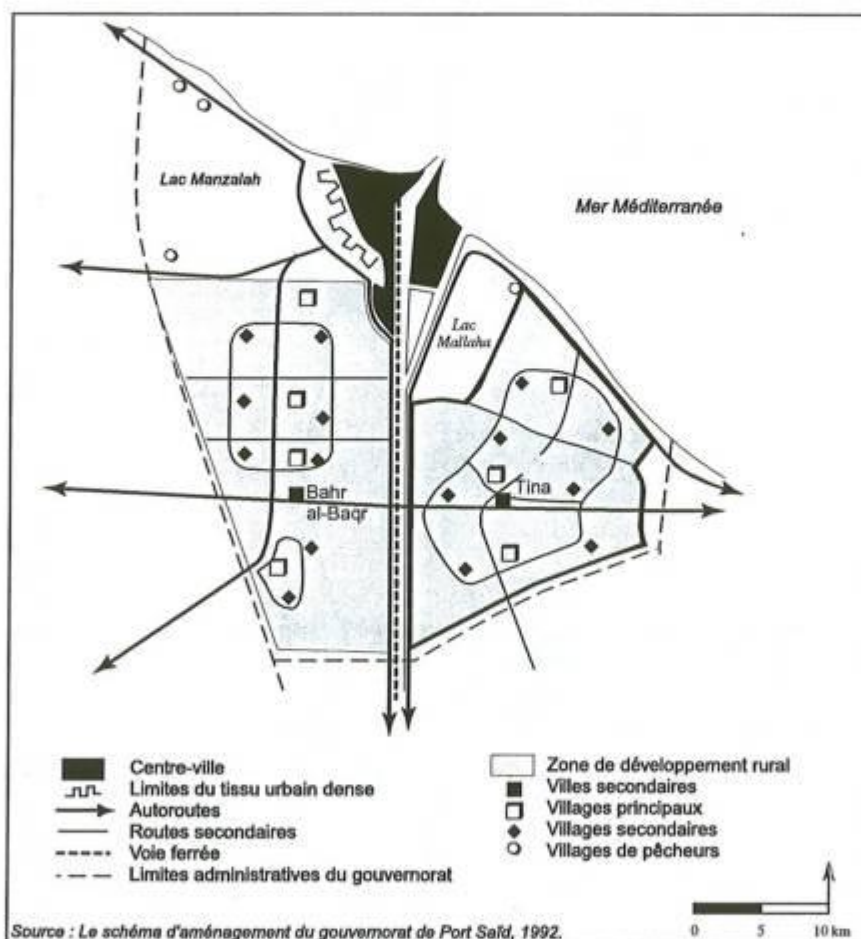 Lac Manzalah
Mer Méditerranée
Lac
Mallaha
Tina
Bahr
al-Baqr
Centre-ville
Limites du tissu urbain dense
Autoroutes
Routes secondaires
Voie ferrée
Limites administratives du gouvernorat
Zone de développement rural
Villes secondaires
Villages principaux
Villages secondaires
Villages de pêcheurs
0 5 10 km
Source : Le schéma d'aménagement du gouvernorat de Port Saïd, 1992.